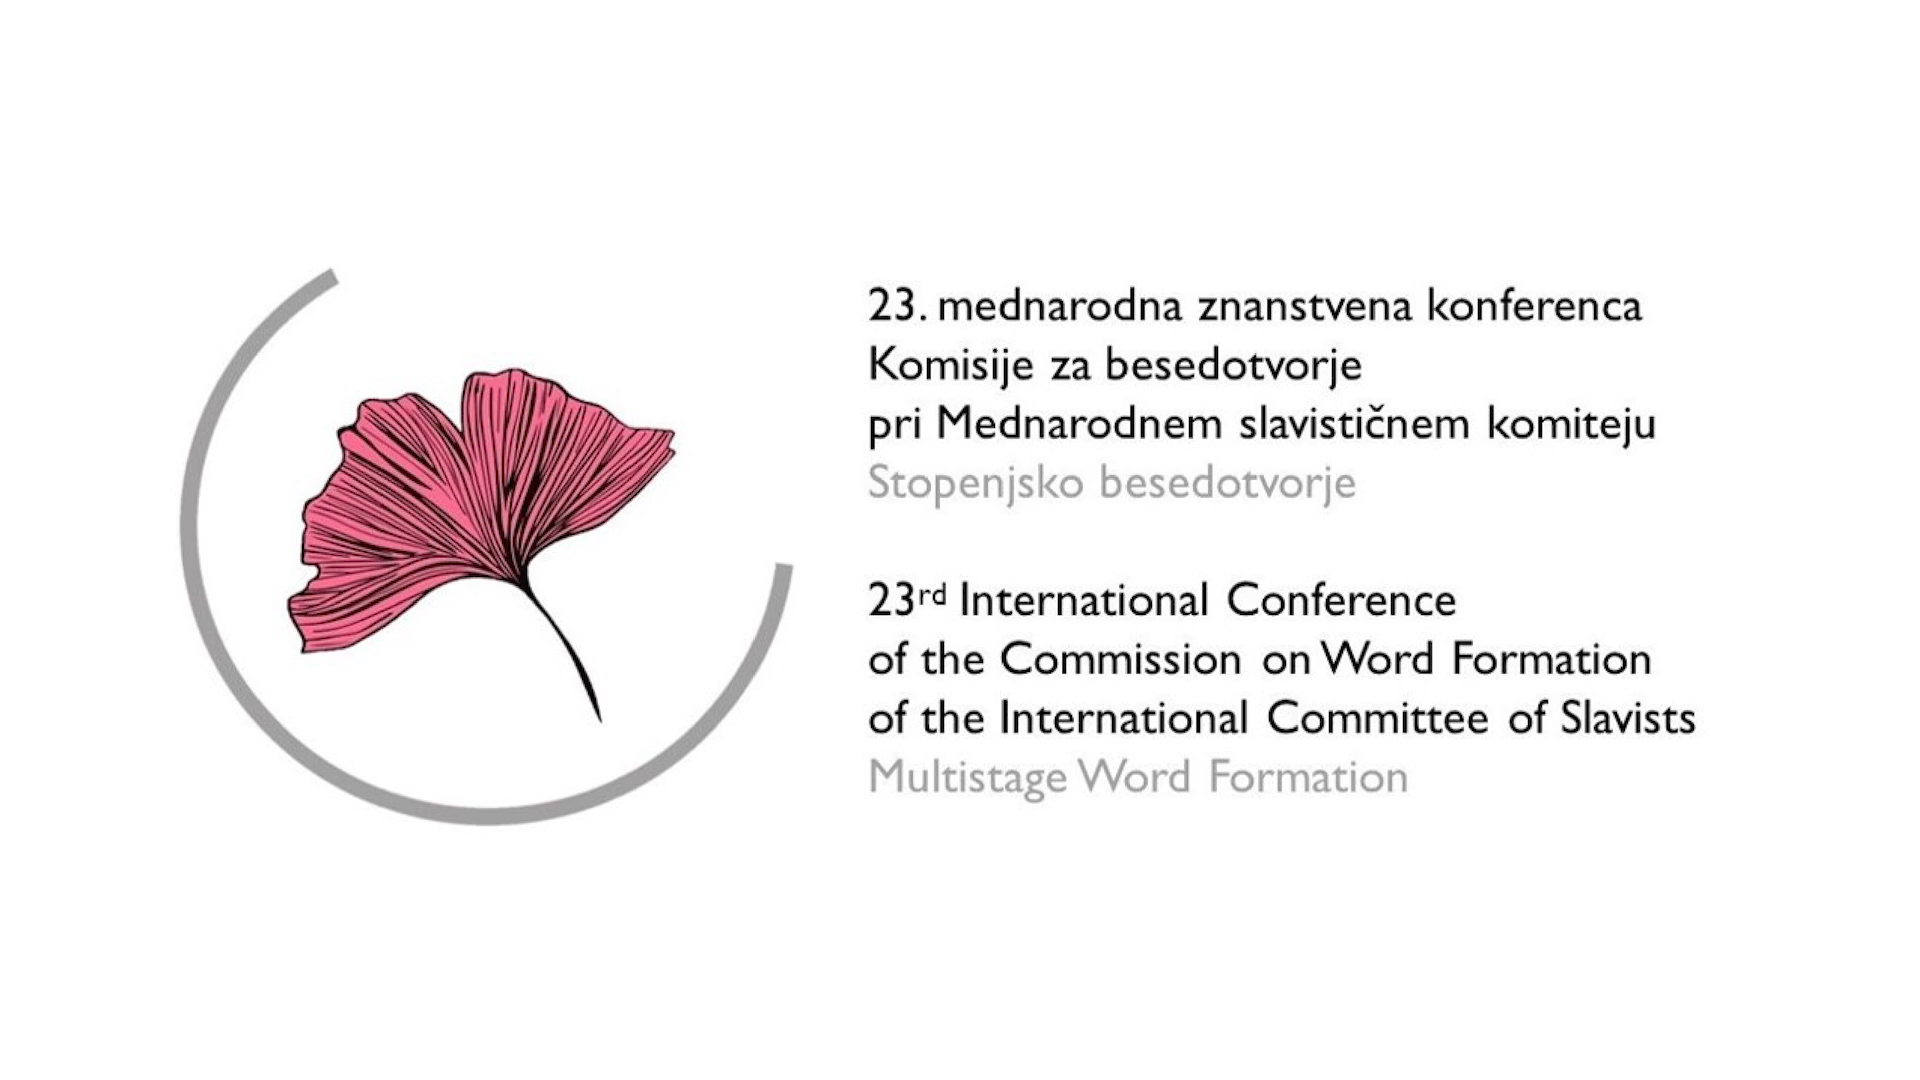 23. mednarodna znanstvena konferenca
Komisije za besedotvorje
pri Mednarodnem slavističnem komiteju
Stopenjsko besedotvorje
23rd International Conference
of the Commission on Word Formation
of the International Committee of Slavists
Multistage Word Formation